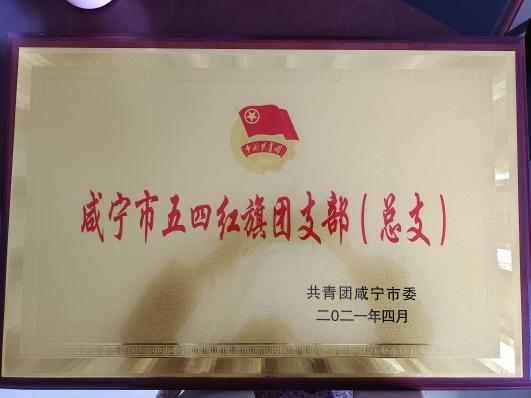 中国共青团
咸宁市五四红旗团支部（总支）
共青团咸宁市委
二〇二一年四月